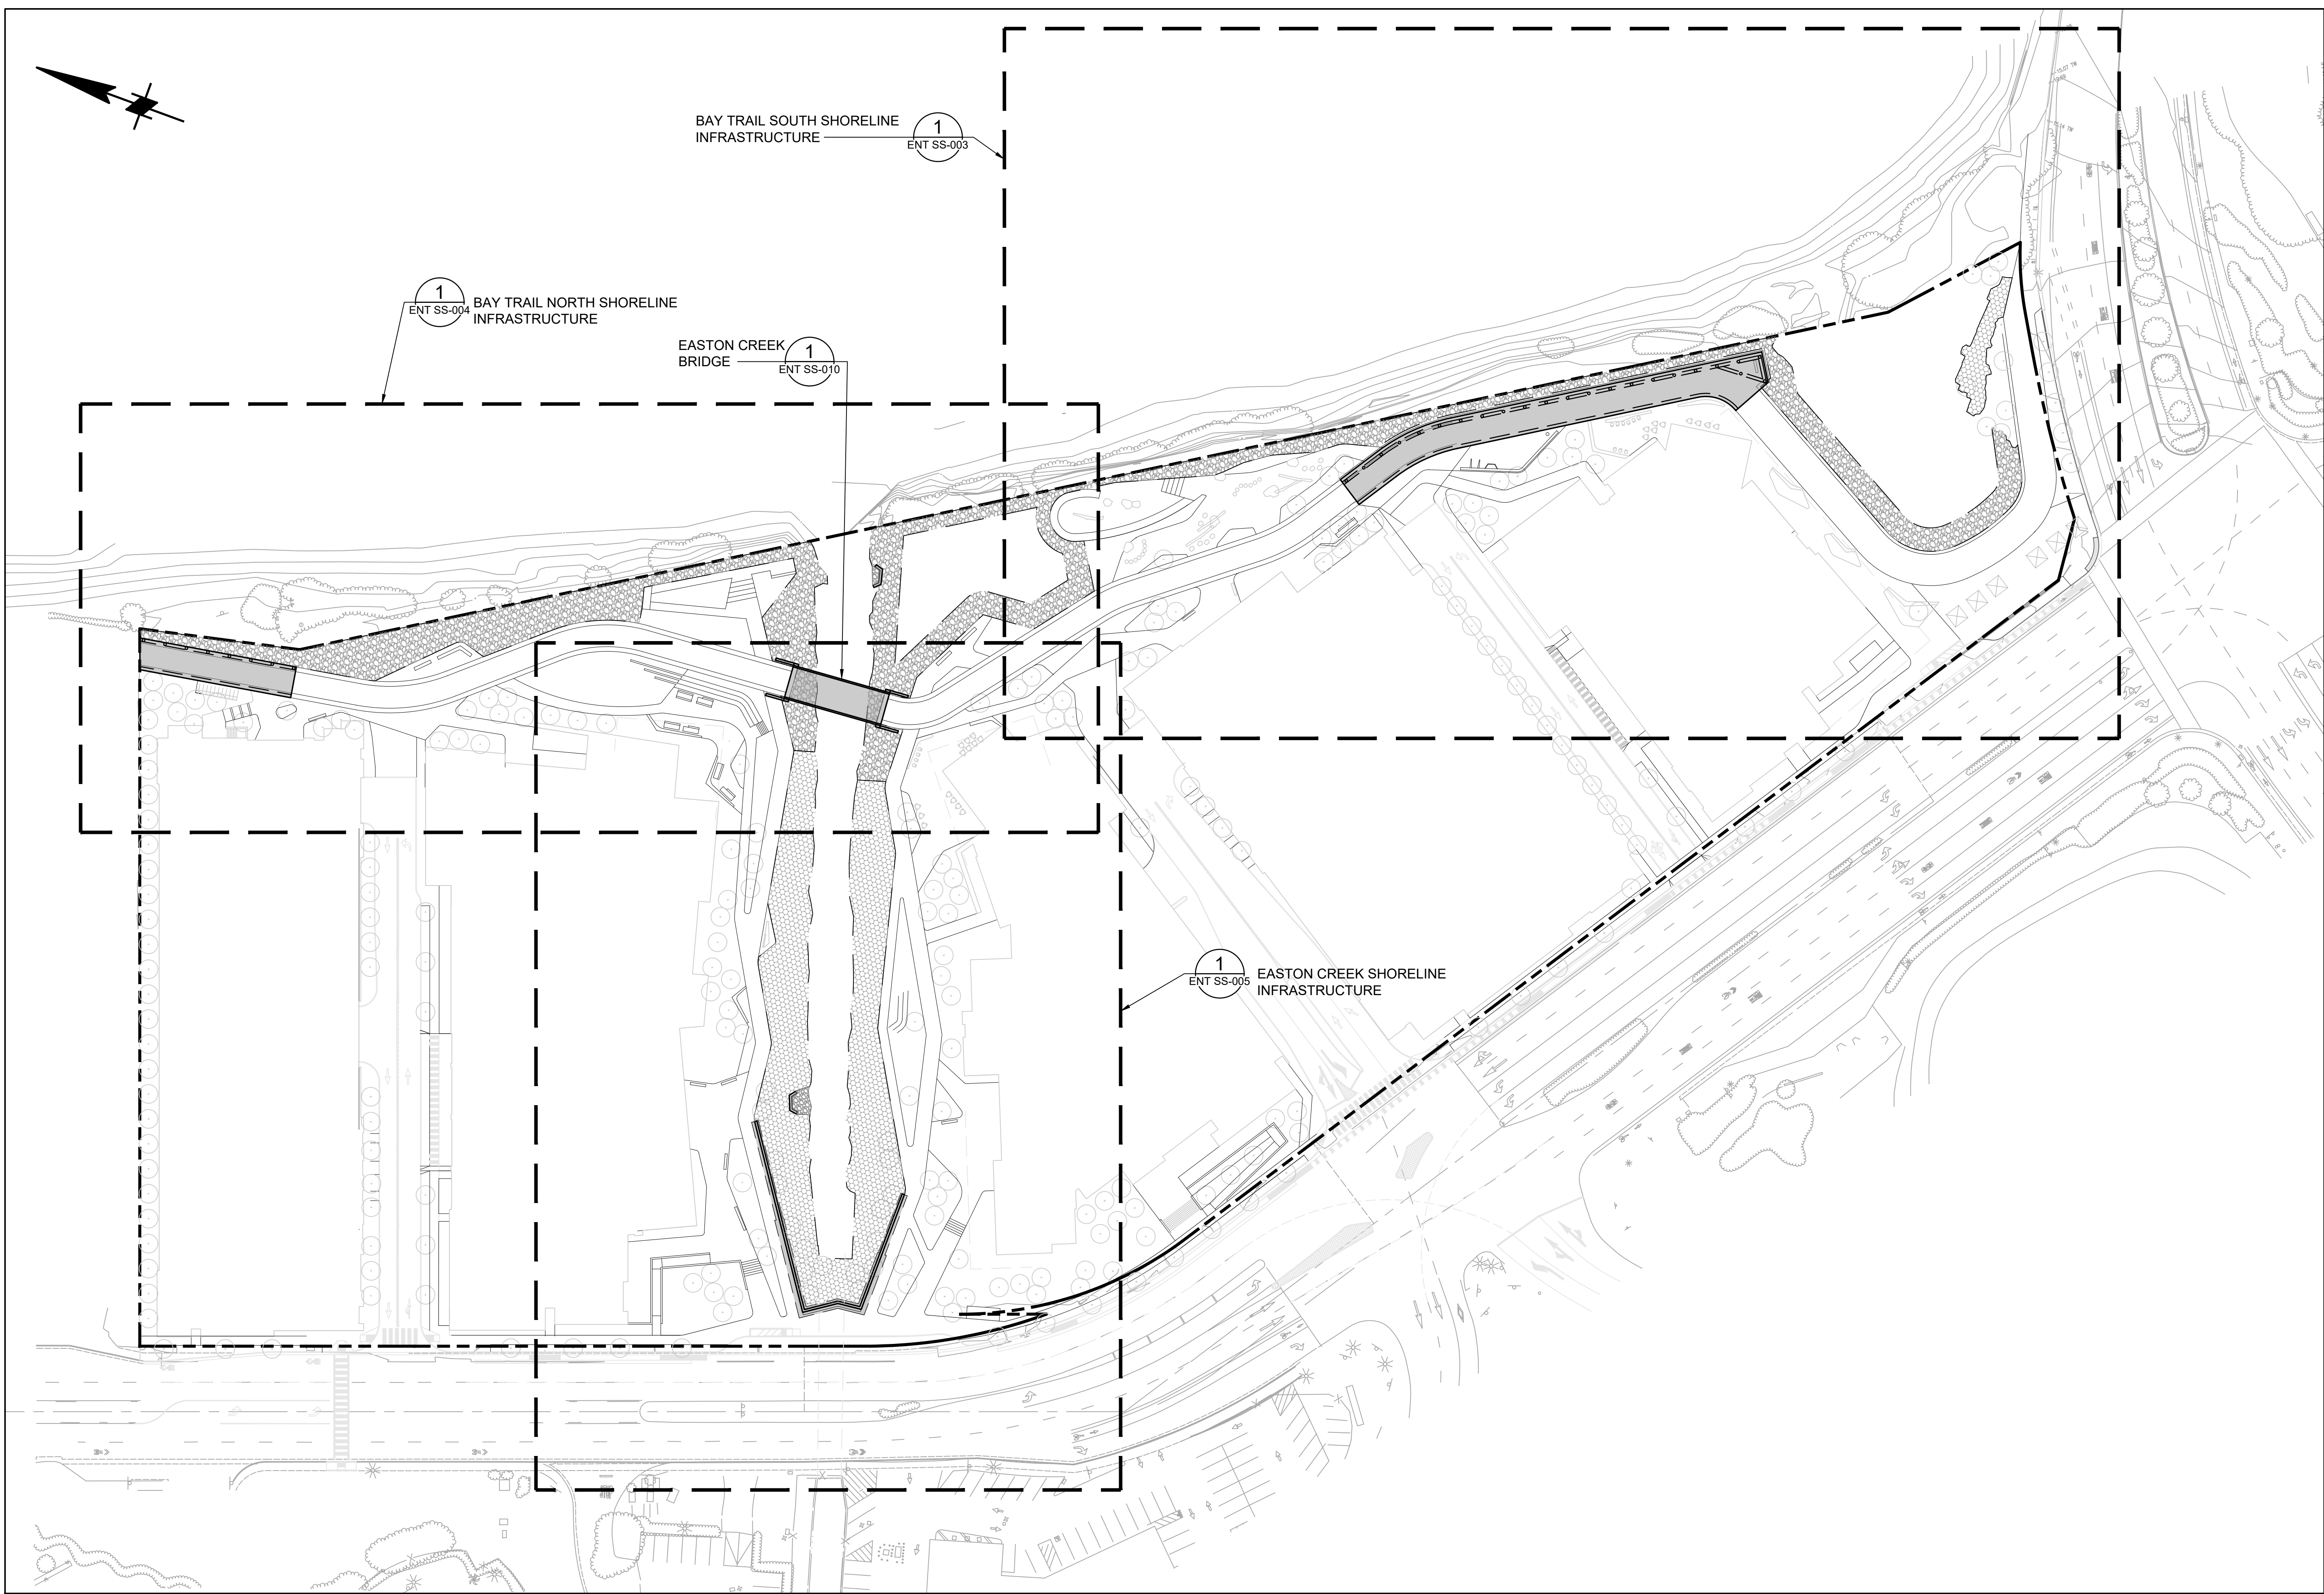 BAY TRAIL SOUTH SHORELINE
INFRASTRUCTURE
1
ENT SS-003
1
ENT SS-004
BAY TRAIL NORTH SHORELINE
INFRASTRUCTURE
EASTON CREEK
BRIDGE
1
ENT SS-010
1
ENT SS-005
EASTON CREEK SHORELINE
INFRASTRUCTURE